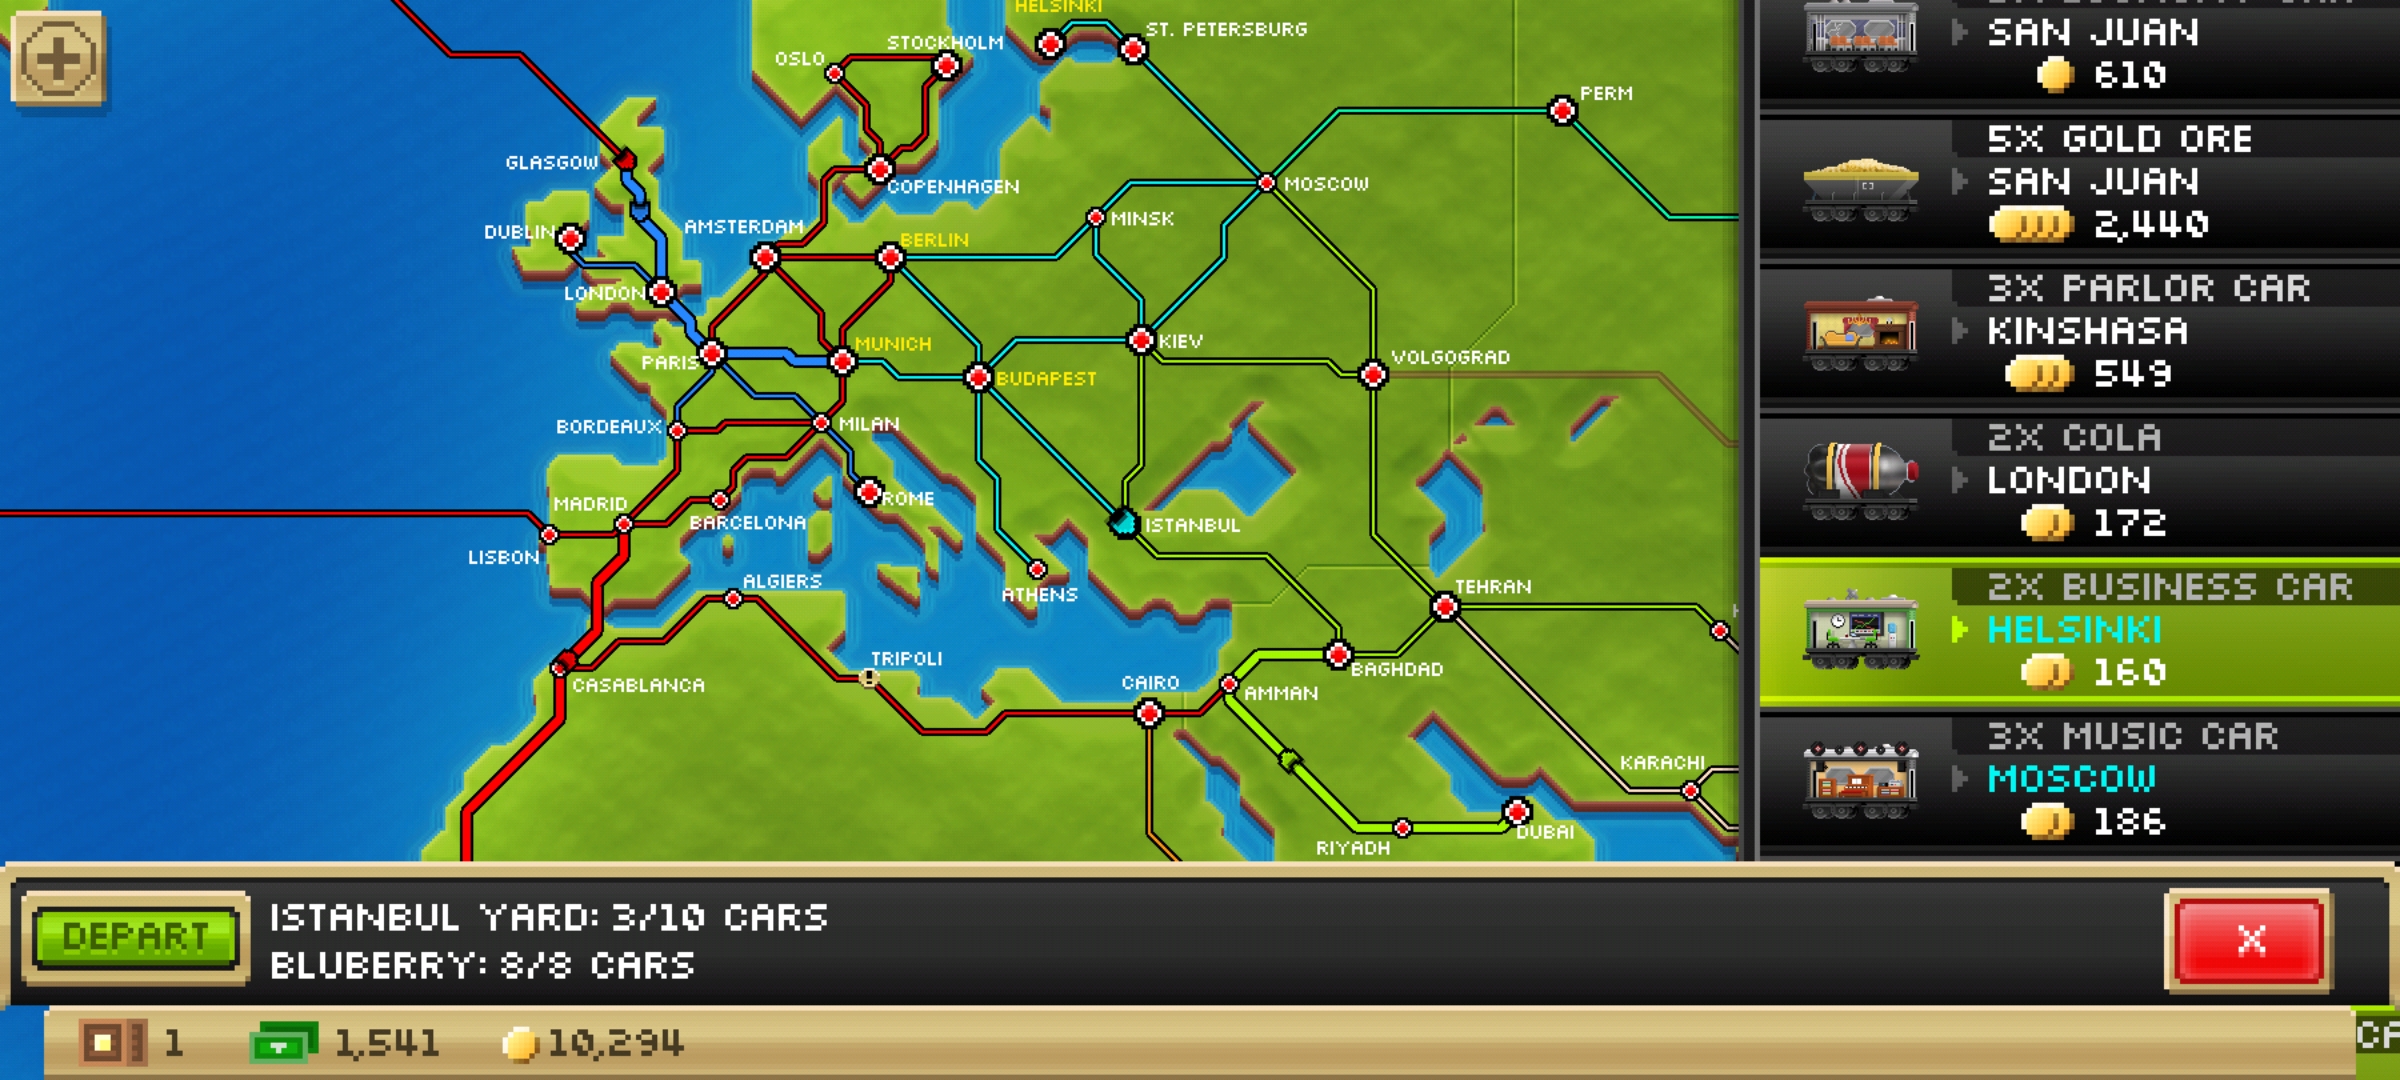 HELSINKI
ST. PETERSBURG
STOCKHOLM
OSLO
PERM
GLASGOW
COPENHAGEN
MOSCOW
MINSK
DUBLIN
AMSTERDAM
BERLIN
LONDON
PARIS
MUNICH
KIEV
VOLGOGRAD
BUDAPEST
BORDEAUX
MILAN
MADRID
BARCELONA
ROME
ISTANBUL
LISBON
ALGIERS
ATHENS
TEHRAN
TRIPOLI
CASABLANCA
CAIRO
AMMAN
BAGHDAD
KARACHI
RIYADH
DUBAI
SAN JUAN
610
5X GOLD ORE
SAN JUAN
2,440
3X PARLOR CAR
KINSHASA
549
2X COLA
LONDON
172
2X BUSINESS CAR
HELSINKI
160
3X MUSIC CAR
MOSCOW
186
DEPART
ISTANBUL YARD: 3/10 CARS
BLUBERRY: 8/8 CARS
X
1
1,541
10,294